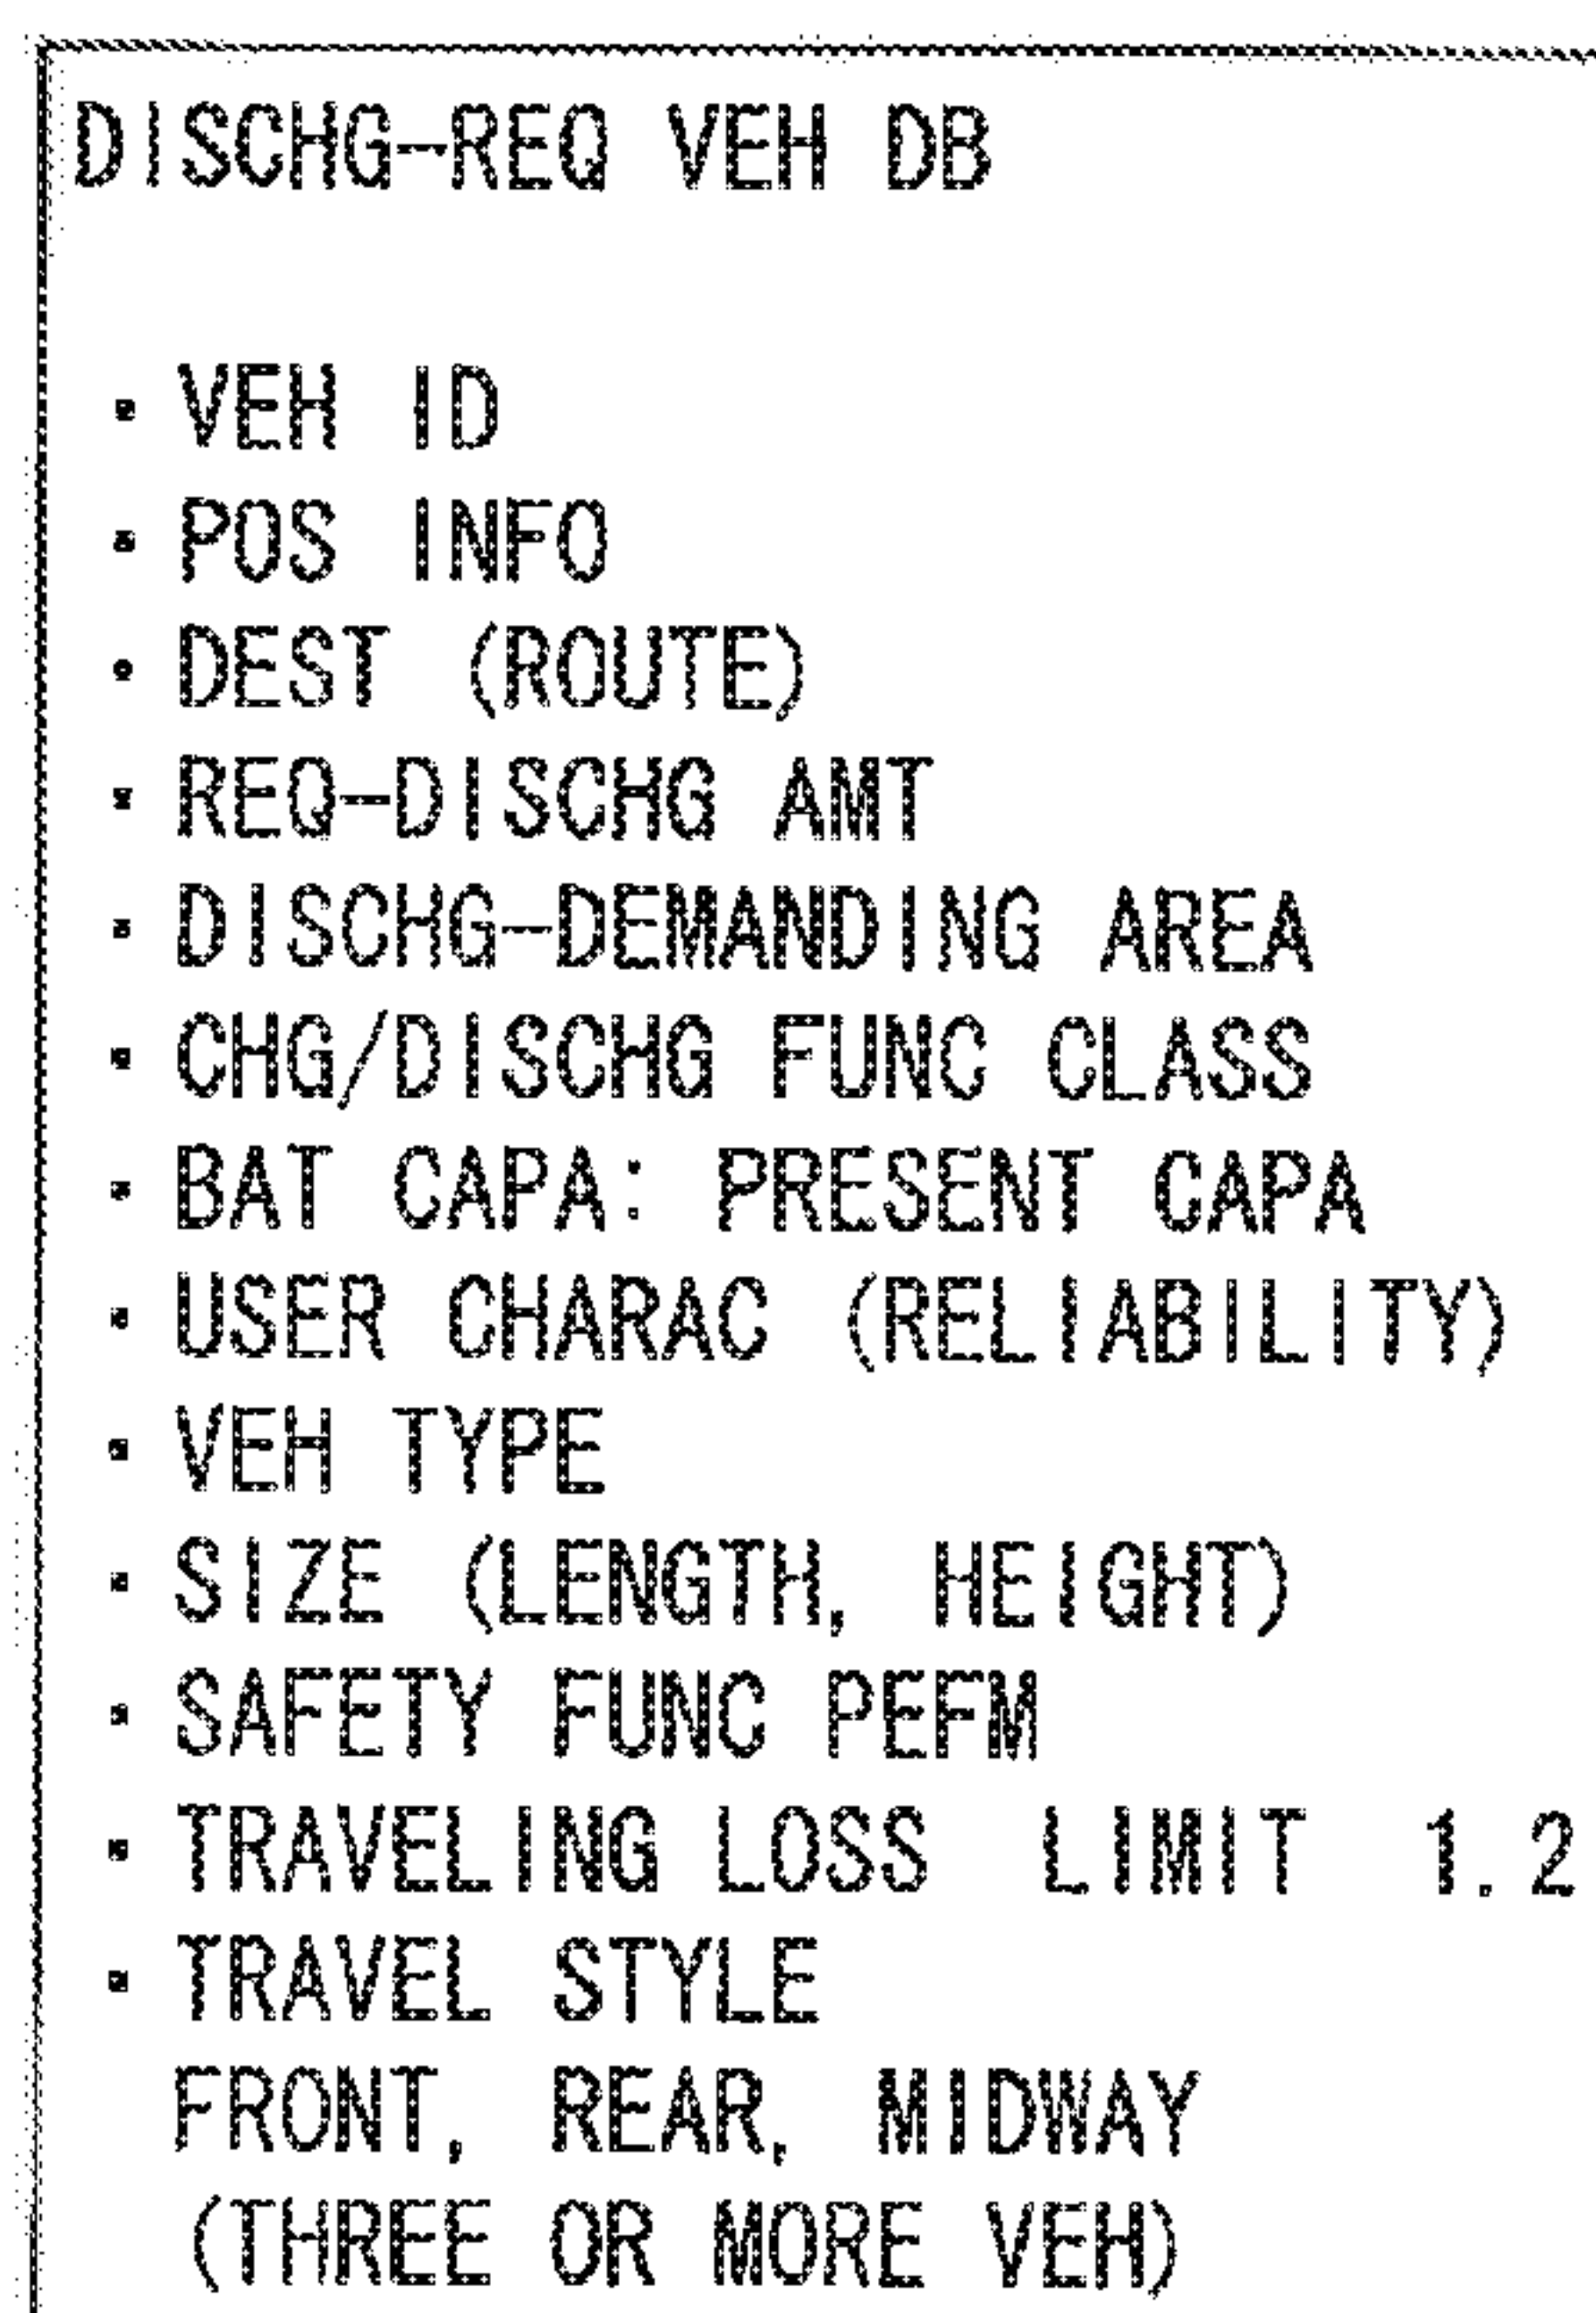 DISCHG-REQ VEH DB
・VEH ID
・POS INFO
・DEST (ROUTE)
・REQ-DISCHG AMT
・DISCHG-DEMANDING AREA
・CHG/DISCHG FUNC CLASS
・BAT CAPA: PRESENT CAPA
・USER CHARAC (RELIABILITY)
・VEH TYPE
・SIZE (LENGTH, HEIGHT)
・SAFETY FUNC PEFM
・TRAVELING LOSS LIMIT 1.2
・TRAVEL STYLE
FRONT, REAR, MIDWAY
(THREE OR MORE VEH)